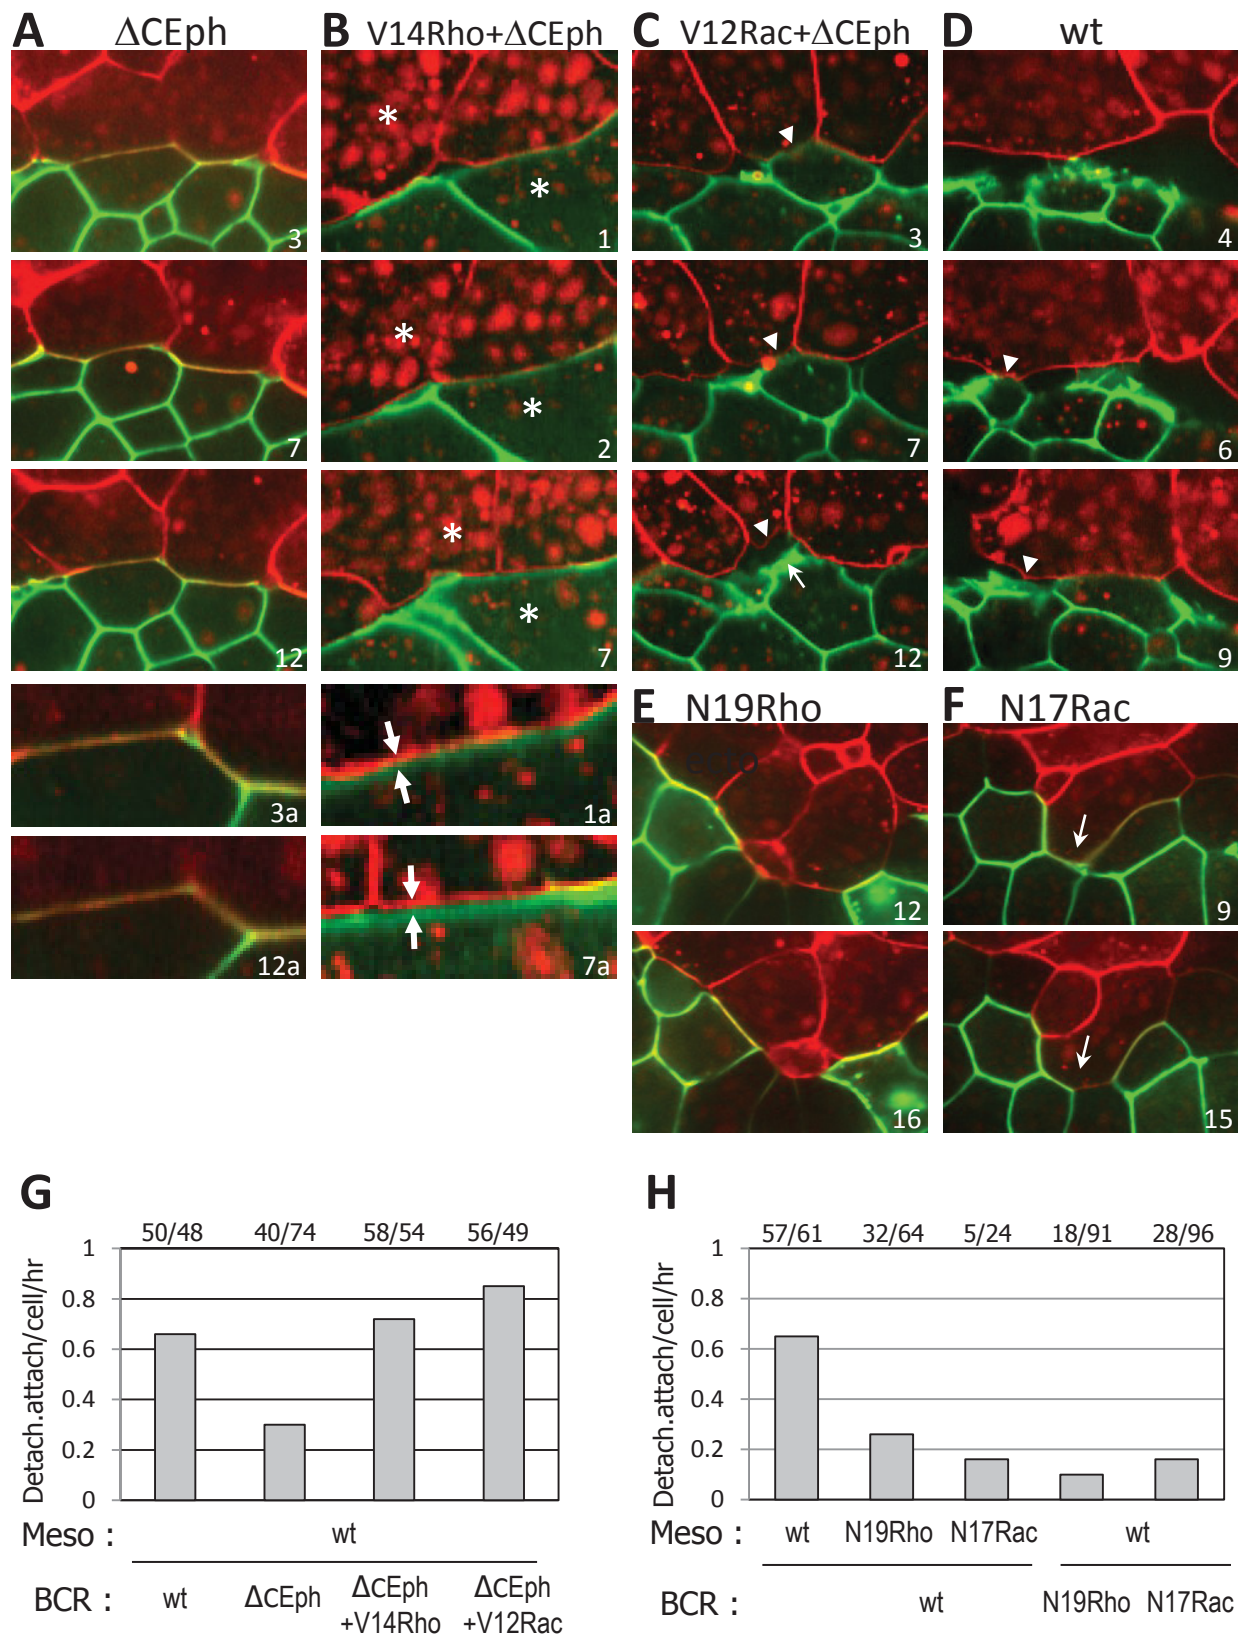 A ΔCEph
B V14Rho+ΔCEph
C V12Rac+ΔCEph
D wt
3
1
3
4
7
2
7
6
12
7
12
9
3a
1a
12a
7a
E N19Rho
F N17Rac
12
9
16
15
G
50/48 40/74 58/54 56/49
Detach.attach/cell/hr
1
0.8
0.6
0.4
0.2
0
Meso : wt
BCR : wt ΔCEph ΔCEph +V14Rho ΔCEph +V12Rac
H
57/61 32/64 5/24 18/91 28/96
Detach.attach/cell/hr
1
0.8
0.6
0.4
0.2
0
Meso : wt N19Rho N17Rac wt
BCR : wt N19Rho N17Rac